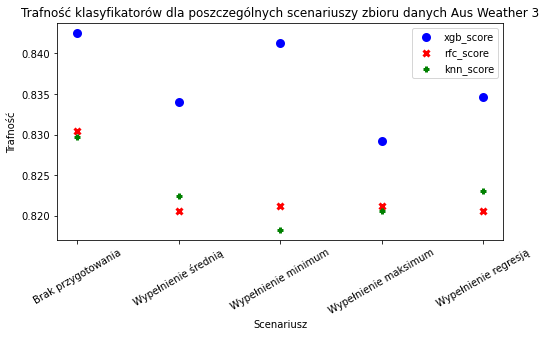 Trafność klasyfikatorów dla poszczególnych scenariuszy zbioru danych Aus Weather 3
xgb_score
rfc_score
knn_score
Trafność
0.840
0.835
0.830
0.825
0.820
Brak przygotowania
Wypełnienie średnią
Wypełnienie minimum
Wypełnienie maksimum
Wypełnienie regresją
Scenariusz